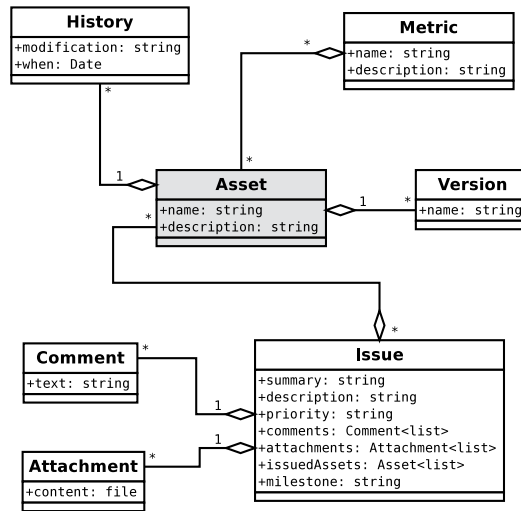 History
+modification: string
+when: Date
*
Metric
+name: string
+description: string
*
*
1
Asset
+name: string
+description: string
*
1
*
Version
+name: string
*
Comment
+text: string
*
1
Issue
+summary: string
+description: string
+priority: string
+comments: Comment<list>
+attachments: Attachment<list>
+issuedAssets: Asset<list>
+milestone: string
1
*
Attachment
+content: file